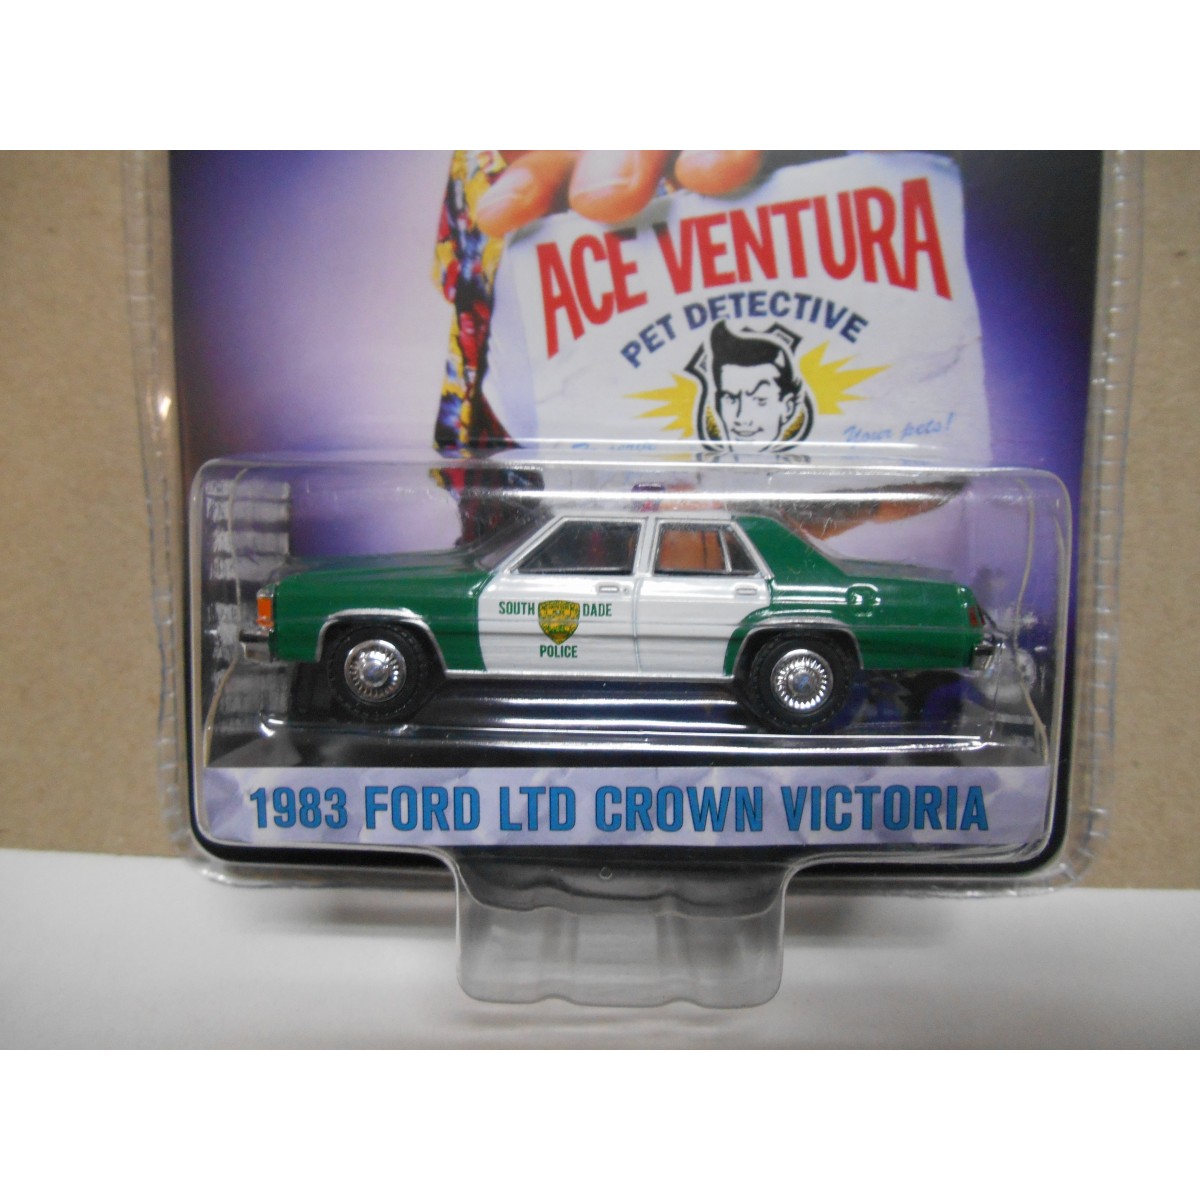 ACE VENTURA
PET DETECTIVE
Your pets!
SOUTH DADE
POLICE
1983 FORD LTD CROWN VICTORIA